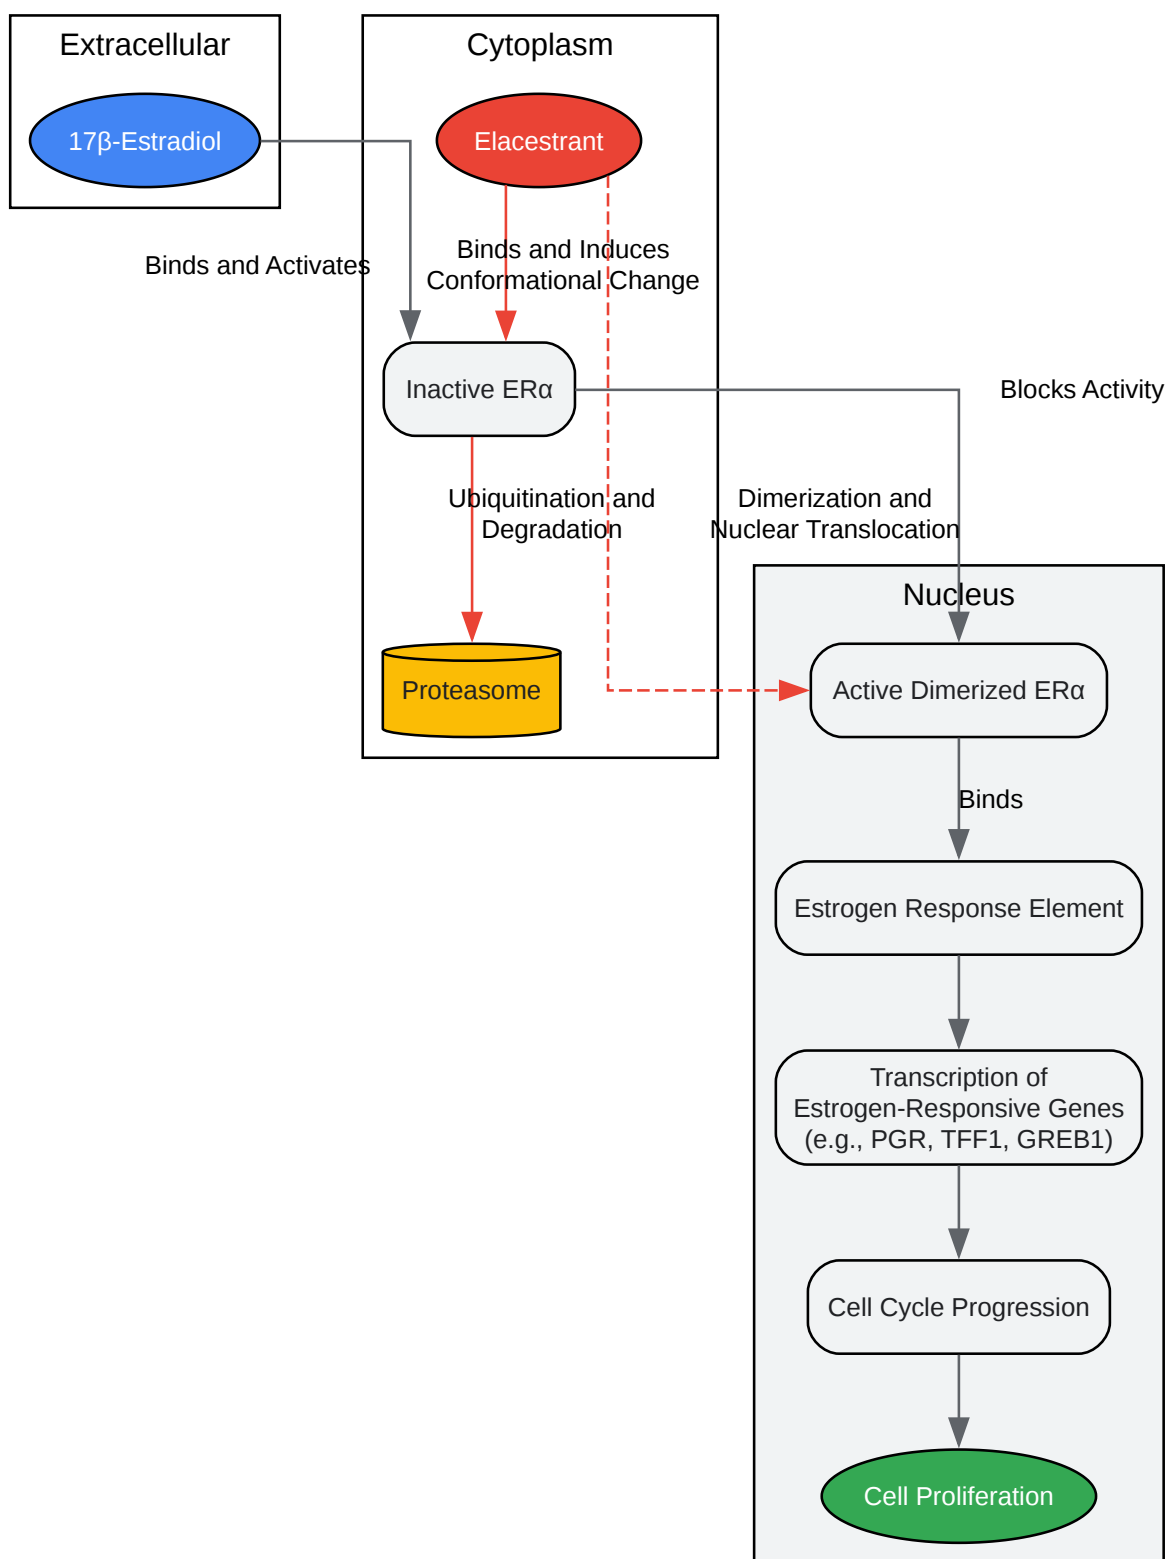 Extracellular
Cytoplasm
17β-Estradiol
Elacestrant
Binds and Activates
Binds and Induces
Conformational Change
Inactive ERα
Blocks Activity
Ubiquitination and
Degradation
Dimerization and
Nuclear Translocation
Nucleus
Proteasome
Active Dimerized ERα
Binds
Estrogen Response Element
Transcription of
Estrogen-Responsive Genes
(e.g., PGR, TFF1, GREB1)
Cell Cycle Progression
Cell Proliferation